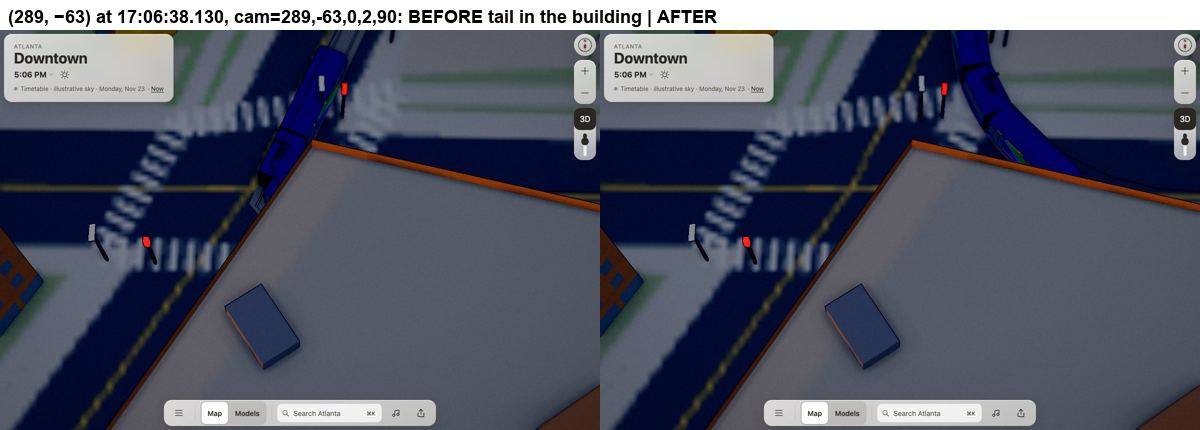 (289, −63) at 17:06:38.130, cam=289,-63,0,2,90: BEFORE tail in the building | AFTER
ATLANTA
Downtown
5:06 PM
Timetable · illustrative sky · Monday, Nov 23 · Now
3D
Map Models Search Atlanta ⌘K
ATLANTA
Downtown
5:06 PM
Timetable · illustrative sky · Monday, Nov 23 · Now
3D
Map Models Search Atlanta ⌘K